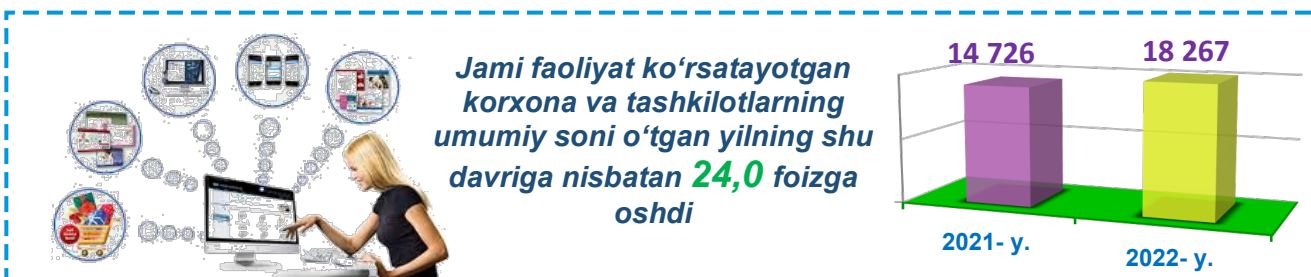 Jami faoliyat ko‘rsatayotgan
korxona va tashkilotlarning
umumiy soni o‘tgan yilning shu
davriga nisbatan 24,0 foizga
oshdi
14 726
18 267
2021- y.
2022- y.